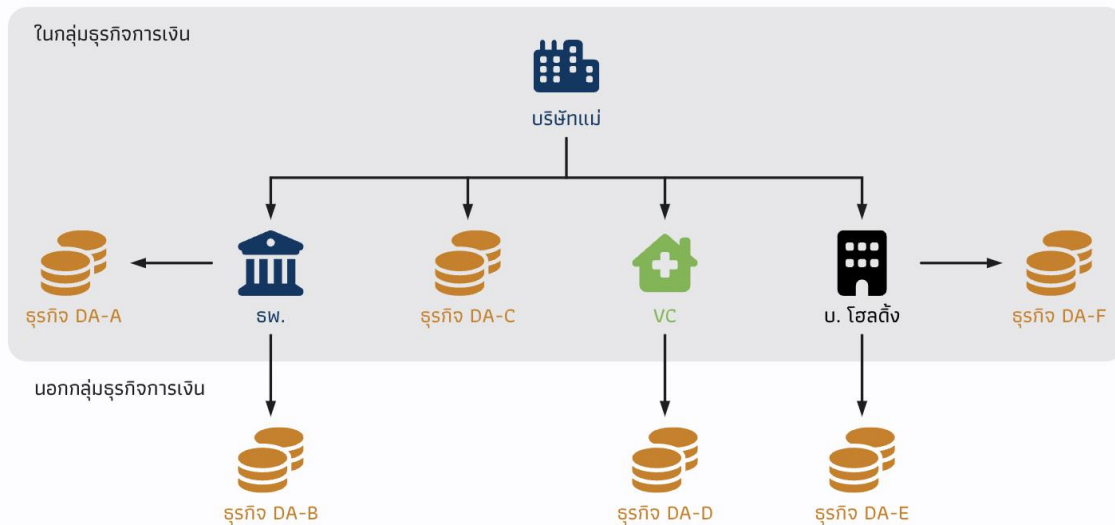 ในกลุ่มธุรกิจการเงิน
บริษัทแม่
ธุรกิจ DA-A
ธพ.
ธุรกิจ DA-C
VC
บ. โฮลดิ้ง
ธุรกิจ DA-F
นอกกลุ่มธุรกิจการเงิน
ธุรกิจ DA-B
ธุรกิจ DA-D
ธุรกิจ DA-E